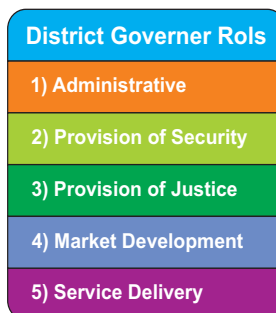 District Governer Rols
1) Administrative
2) Provision of Security
3) Provision of Justice
4) Market Development
5) Service Delivery